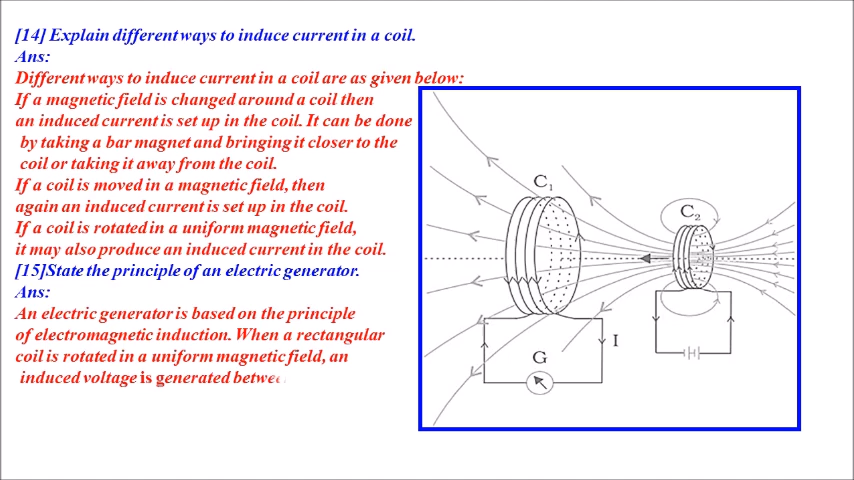 [14] Explain different ways to induce current in a coil.
Ans:
Different ways to induce current in a coil are as given below:
If a magnetic field is changed around a coil then
an induced current is set up in the coil. It can be done
by taking a bar magnet and bringing it closer to the
coil or taking it away from the coil.
If a coil is moved in a magnetic field, then
again an induced current is set up in the coil.
If a coil is rotated in a uniform magnetic field,
it may also produce an induced current in the coil.
[15]State the principle of an electric generator.
Ans:
An electric generator is based on the principle
of electromagnetic induction. When a rectangular
coil is rotated in a uniform magnetic field, an
induced voltage is generated betwe
C₁
C₂
I
G